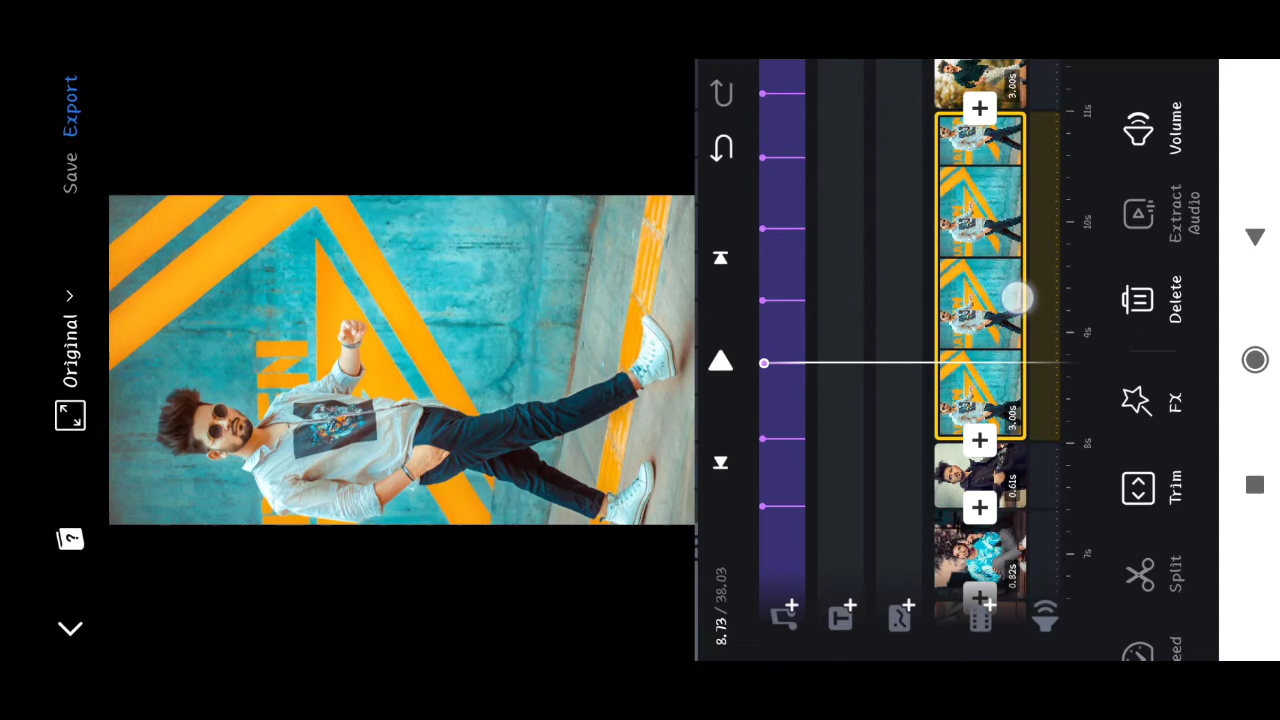 Original
Save
Export
?
8.73 / 38.03
3.00s
3.00s
0.61s
0.82s
11s
10s
9s
8s
7s
T
Split
Trim
FX
Delete
Extract
Audio
Volume